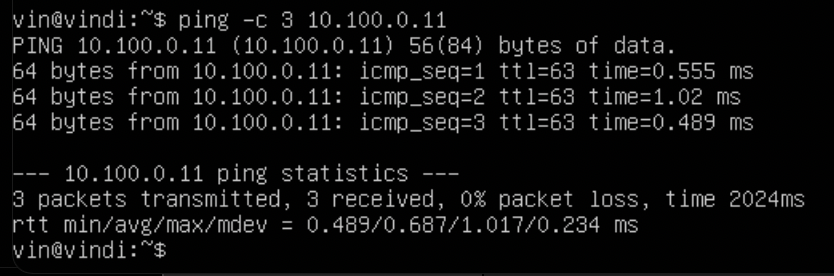 vin@vindi:~$ ping -c 3 10.100.0.11
PING 10.100.0.11 (10.100.0.11) 56(84) bytes of data.
64 bytes from 10.100.0.11: icmp_seq=1 ttl=63 time=0.555 ms
64 bytes from 10.100.0.11: icmp_seq=2 ttl=63 time=1.02 ms
64 bytes from 10.100.0.11: icmp_seq=3 ttl=63 time=0.489 ms
--- 10.100.0.11 ping statistics ---
3 packets transmitted, 3 received, 0% packet loss, time 2024ms
rtt min/avg/max/mdev = 0.489/0.687/1.017/0.234 ms
vin@vindi:~$